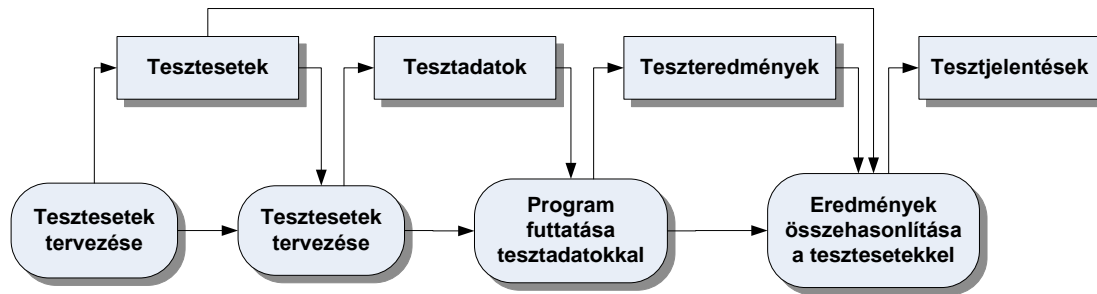 Tesztesetek
Tesztadatok
Teszteredmények
Tesztjelentések
Tesztesetek
tervezése
Tesztesetek
tervezése
Program
futtatása
tesztadatokkal
Eredmények
összehasonlítása
a tesztesetekkel